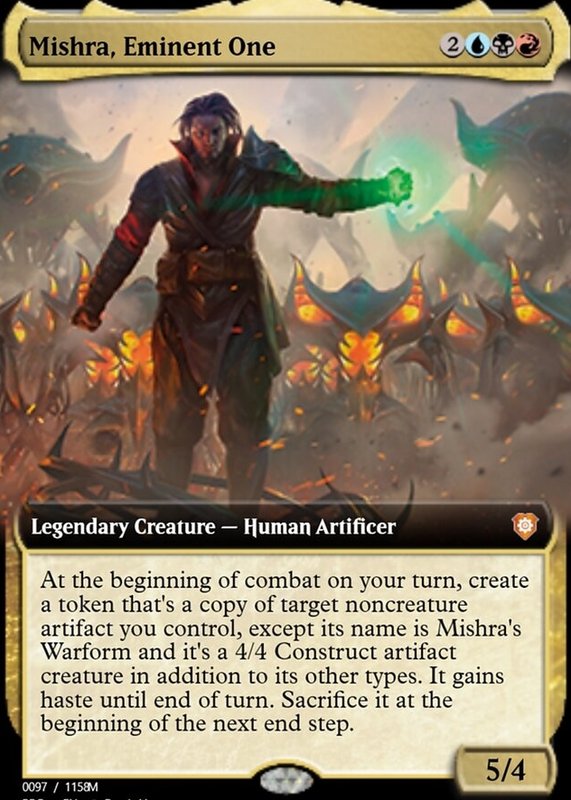 Mishra, Eminent One 2
Legendary Creature — Human Artificer
At the beginning of combat on your turn, create
a token that's a copy of target noncreature
artifact you control, except its name is Mishra's
Warform and it's a 4/4 Construct artifact
creature in addition to its other types. It gains
haste until end of turn. Sacrifice it at the
beginning of the next end step.
5/4
0097 / 1158M